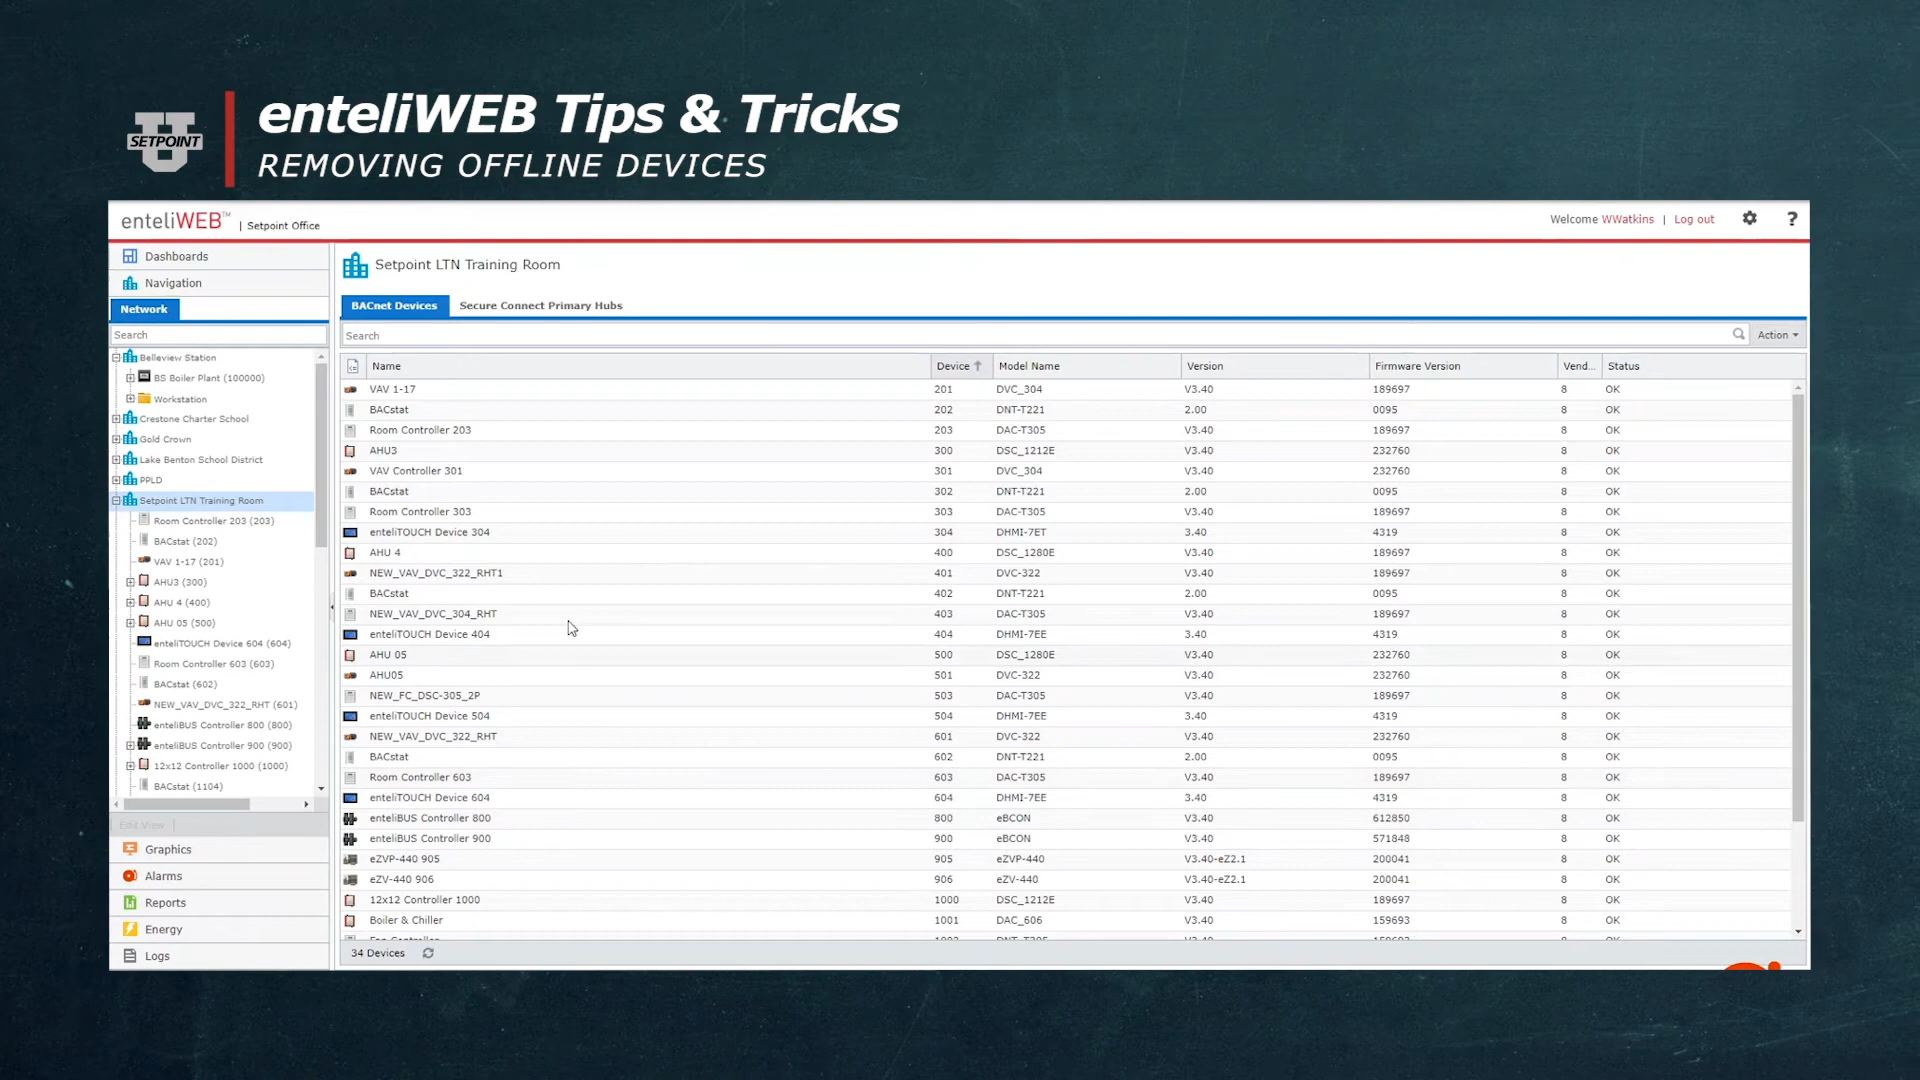 enteliWEB Tips & Tricks
SETPOINT
REMOVING OFFLINE DEVICES
enteliWEB™ | Setpoint Office
Welcome WWatkins | Log out ?
Dashboards
Navigation
Network
Search
Belleview Station
BS Boiler Plant (100000)
Workstation
Crestone Charter School
Gold Crown
Lake Benton School District
PPLD
Setpoint LTN Training Room
Room Controller 203 (203)
BACstat (202)
VAV 1-17 (201)
AHU3 (300)
AHU 4 (400)
AHU 05 (500)
enteliTOUCH Device 604 (604)
Room Controller 603 (603)
BACstat (602)
NEW_VAV_DVC_322_RHT (601)
enteliBUS Controller 800 (800)
enteliBUS Controller 900 (900)
12x12 Controller 1000 (1000)
BACstat (1104)
Edit View
Graphics
Alarms
Reports
Energy
Logs
Setpoint LTN Training Room
BACnet Devices Secure Connect Primary Hubs
Search Action
Name Device Model Name Version Firmware Version Vend... Status
VAV 1-17 201 DVC_304 V3.40 189697 8 OK
BACstat 202 DNT-T221 2.00 0095 8 OK
Room Controller 203 203 DAC-T305 V3.40 189697 8 OK
AHU3 300 DSC_1212E V3.40 232760 8 OK
VAV Controller 301 301 DVC_304 V3.40 232760 8 OK
BACstat 302 DNT-T221 2.00 0095 8 OK
Room Controller 303 303 DAC-T305 V3.40 189697 8 OK
enteliTOUCH Device 304 304 DHMI-7ET 3.40 4319 8 OK
AHU 4 400 DSC_1280E V3.40 189697 8 OK
NEW_VAV_DVC_322_RHT1 401 DVC-322 V3.40 189697 8 OK
BACstat 402 DNT-T221 2.00 0095 8 OK
NEW_VAV_DVC_304_RHT 403 DAC-T305 V3.40 189697 8 OK
enteliTOUCH Device 404 404 DHMI-7EE 3.40 4319 8 OK
AHU 05 500 DSC_1280E V3.40 232760 8 OK
AHU05 501 DVC-322 V3.40 232760 8 OK
NEW_FC_DSC-305_2P 503 DAC-T305 V3.40 189697 8 OK
enteliTOUCH Device 504 504 DHMI-7EE 3.40 4319 8 OK
NEW_VAV_DVC_322_RHT 601 DVC-322 V3.40 232760 8 OK
BACstat 602 DNT-T221 2.00 0095 8 OK
Room Controller 603 603 DAC-T305 V3.40 189697 8 OK
enteliTOUCH Device 604 604 DHMI-7EE 3.40 4319 8 OK
enteliBUS Controller 800 800 eBCON V3.40 612850 8 OK
enteliBUS Controller 900 900 eBCON V3.40 571848 8 OK
eZVP-440 905 905 eZVP-440 V3.40-eZ2.1 200041 8 OK
eZV-440 906 906 eZV-440 V3.40-eZ2.1 200041 8 OK
12x12 Controller 1000 1000 DSC_1212E V3.40 189697 8 OK
Boiler & Chiller 1001 DAC_606 V3.40 159693 8 OK
34 Devices